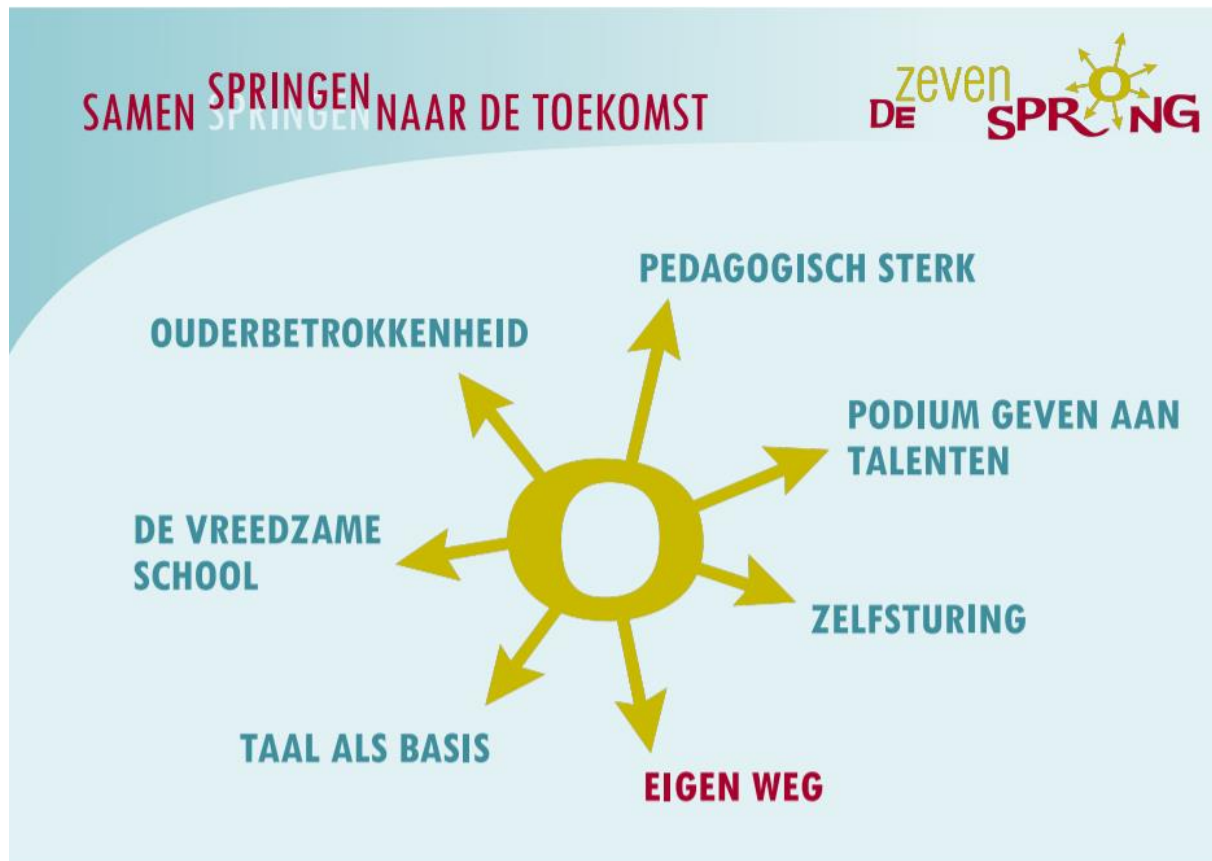 SAMEN SPRINGEN NAAR DE TOEKOMST
DE zeven SPRONG
PEDAGOGISCH STERK
OUDERBETROKKENHEID
PODIUM GEVEN AAN
TALENTEN
DE VREEDZAME
SCHOOL
ZELFSTURING
TAAL ALS BASIS
EIGEN WEG